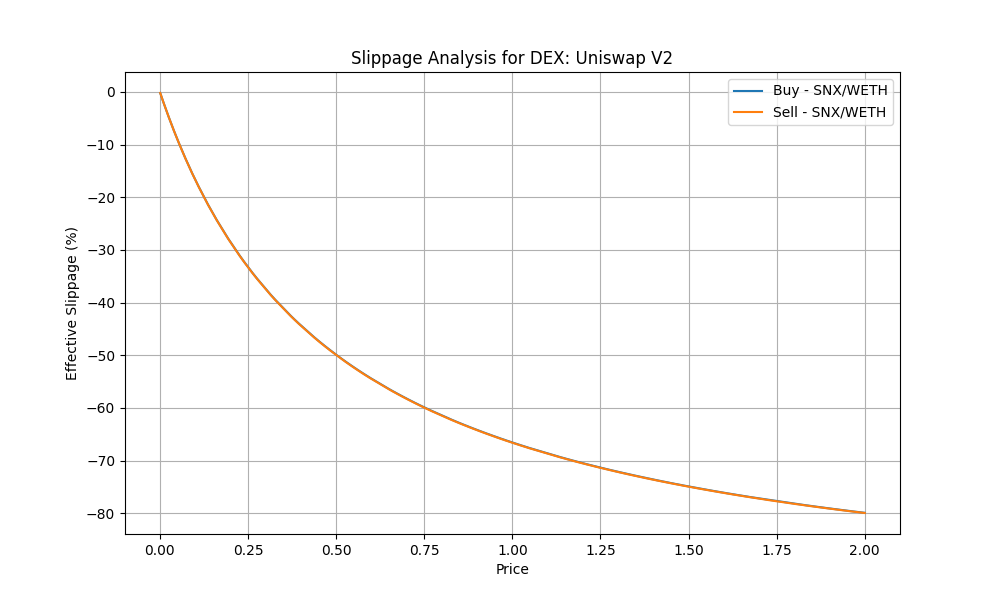 Slippage Analysis for DEX: Uniswap V2
Buy - SNX/WETH
Sell - SNX/WETH
Effective Slippage (%)
0
−10
−20
−30
−40
−50
−60
−70
−80
0.00 0.25 0.50 0.75 1.00 1.25 1.50 1.75 2.00
Price